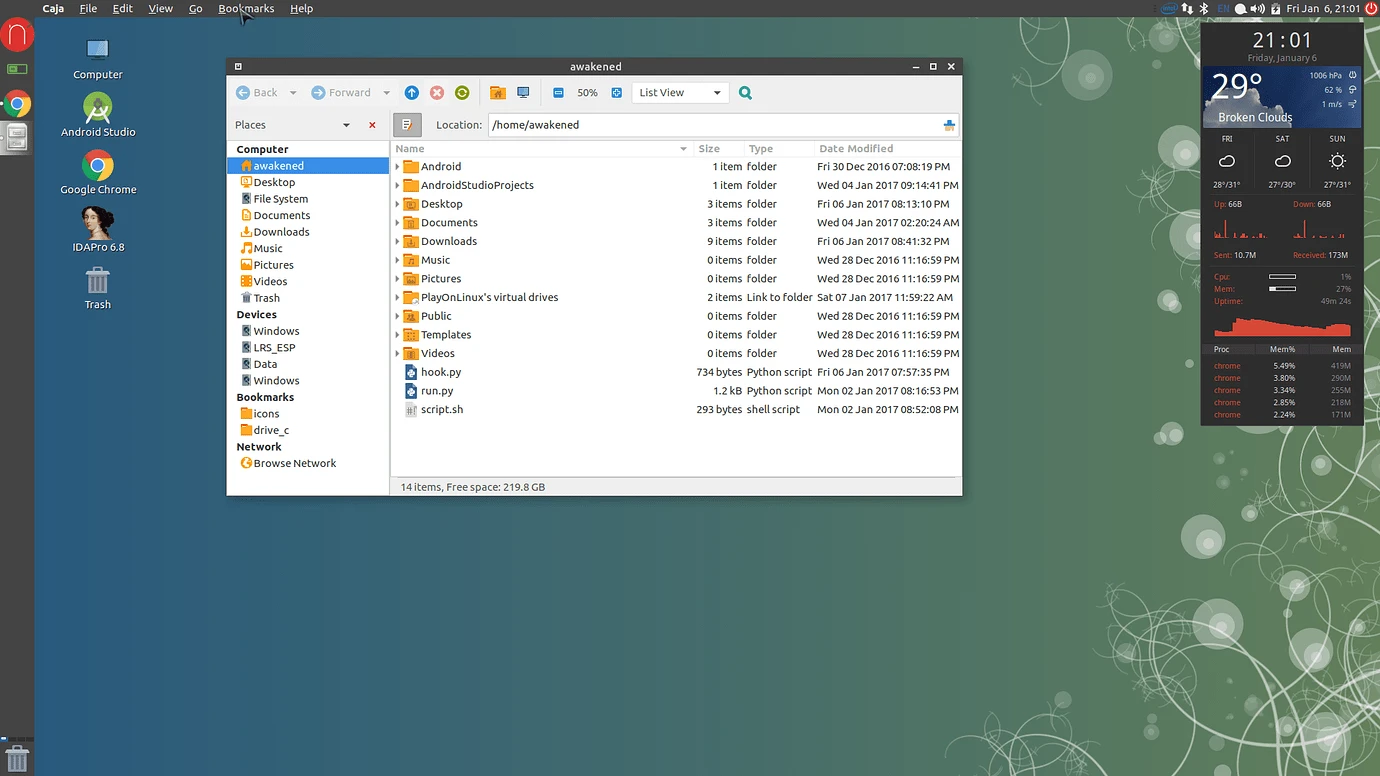 Caja File Edit View Go Bookmarks Help
EN Fri Jan 6, 21:01
Computer
Android Studio
Google Chrome
IDAPro 6.8
Trash
awakened
Back Forward 50% List View
Places Location: /home/awakened
Computer
awakened
Desktop
File System
Documents
Downloads
Music
Pictures
Videos
Trash
Devices
Windows
LRS_ESP
Data
Windows
Bookmarks
icons
drive_c
Network
Browse Network
Name Size Type Date Modified
Android 1 item folder Fri 30 Dec 2016 07:08:19 PM
AndroidStudioProjects 1 item folder Wed 04 Jan 2017 09:14:41 PM
Desktop 3 items folder Fri 06 Jan 2017 08:13:10 PM
Documents 3 items folder Wed 04 Jan 2017 02:20:24 AM
Downloads 9 items folder Fri 06 Jan 2017 08:41:32 PM
Music 0 items folder Wed 28 Dec 2016 11:16:59 PM
Pictures 0 items folder Wed 28 Dec 2016 11:16:59 PM
PlayOnLinux's virtual drives 2 items Link to folder Sat 07 Jan 2017 11:59:22 AM
Public 0 items folder Wed 28 Dec 2016 11:16:59 PM
Templates 0 items folder Wed 28 Dec 2016 11:16:59 PM
Videos 0 items folder Wed 28 Dec 2016 11:16:59 PM
hook.py 734 bytes Python script Fri 06 Jan 2017 07:57:35 PM
run.py 1.2 kB Python script Mon 02 Jan 2017 08:16:53 PM
script.sh 293 bytes shell script Mon 02 Jan 2017 08:52:08 PM
14 items, Free space: 219.8 GB
21:01
Friday, January 6
29° 1006 hPa
62 %
1 m/s
Broken Clouds
FRI SAT SUN
28°/31° 27°/30° 27°/31°
Up: 66B Down: 66B
Sent: 10.7M Received: 173M
Cpu: 1%
Mem: 27%
Uptime: 49m 24s
Proc Mem% Mem
chrome 5.49% 419M
chrome 3.80% 290M
chrome 3.34% 255M
chrome 2.85% 218M
chrome 2.24% 171M